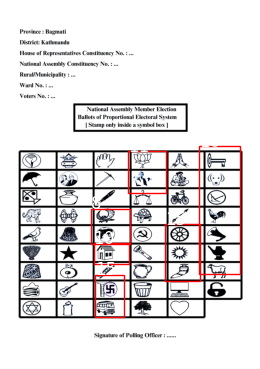 Province : Bagmati
District: Kathmandu
House of Representatives Constituency No. : ...
National Assembly Constituency No. : ...
Rural/Municipality : ...
Ward No. : ...
Voters No. : ...
National Assembly Member Election
Ballots of Proportional Electoral System
[ Stamp only inside a symbol box ]
Signature of Polling Officer : ......